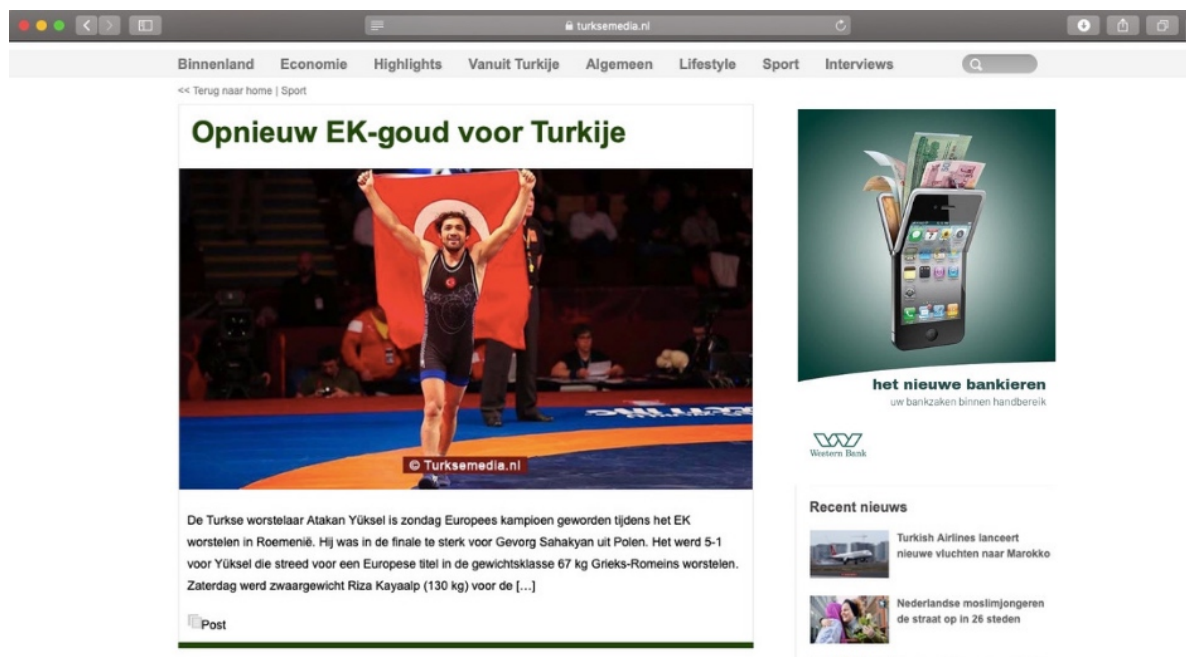 turksemedia.nl
Binnenland Economie Highlights Vanuit Turkije Algemeen Lifestyle Sport Interviews
<< Terug naar home | Sport
Opnieuw EK-goud voor Turkije
© Turksemedia.nl
De Turkse worstelaar Atakan Yüksel is zondag Europees kampioen geworden tijdens het EK
worstelen in Roemenië. Hij was in de finale te sterk voor Gevorg Sahakyan uit Polen. Het werd 5-1
voor Yüksel die streed voor een Europese titel in de gewichtsklasse 67 kg Grieks-Romeins worstelen.
Zaterdag werd zwaargewicht Riza Kayaalp (130 kg) voor de [...]
Post
het nieuwe bankieren
uw bankzaken binnen handbereik
Western Bank
Recent nieuws
Turkish Airlines lanceert
nieuwe vluchten naar Marokko
Nederlandse moslimjongeren
de straat op in 26 steden